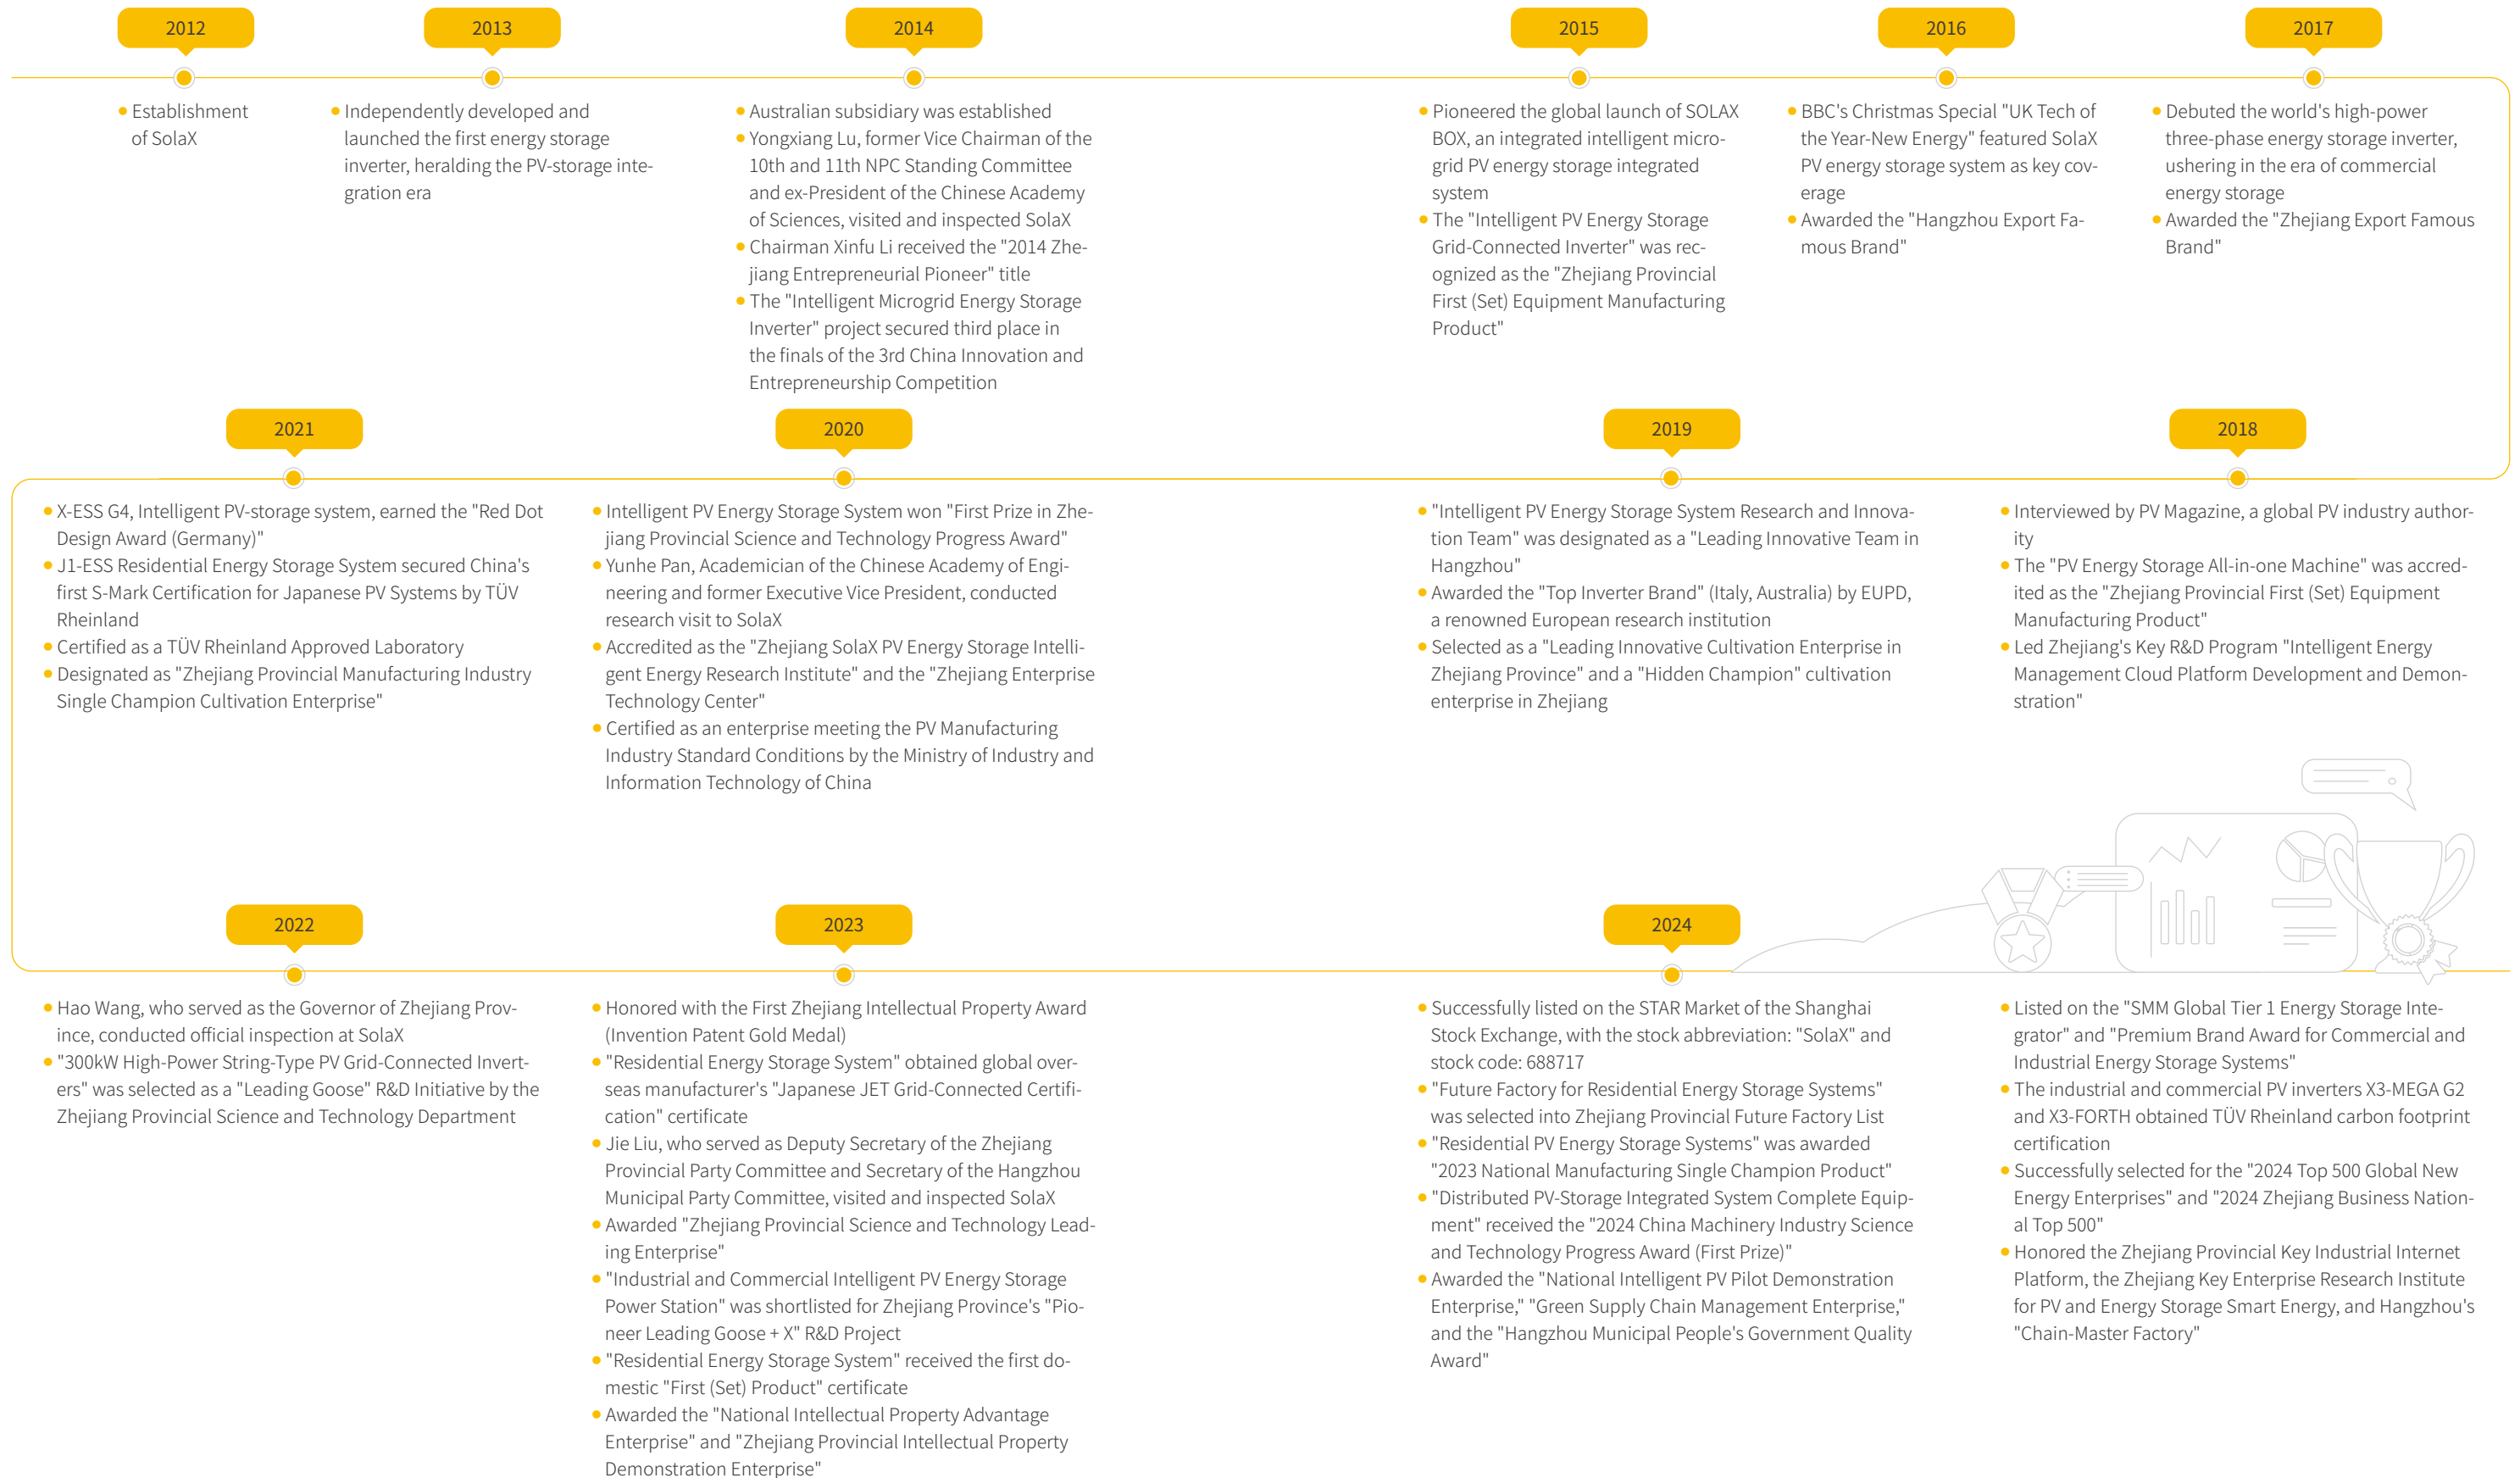 2012
Establishment
of SolaX
2013
Independently developed and
launched the first energy storage
inverter, heralding the PV-storage inte-
gration era
2014
Australian subsidiary was established
Yongxiang Lu, former Vice Chairman of the
10th and 11th NPC Standing Committee
and ex-President of the Chinese Academy
of Sciences, visited and inspected SolaX
Chairman Xinfu Li received the "2014 Zhe-
jiang Entrepreneurial Pioneer" title
The "Intelligent Microgrid Energy Storage
Inverter" project secured third place in
the finals of the 3rd China Innovation and
Entrepreneurship Competition
2015
Pioneered the global launch of SOLAX
BOX, an integrated intelligent micro-
grid PV energy storage integrated
system
The "Intelligent PV Energy Storage
Grid-Connected Inverter" was rec-
ognized as the "Zhejiang Provincial
First (Set) Equipment Manufacturing
Product"
2016
BBC's Christmas Special "UK Tech of
the Year-New Energy" featured SolaX
PV energy storage system as key cov-
erage
Awarded the "Hangzhou Export Fa-
mous Brand"
2017
Debuted the world's high-power
three-phase energy storage inverter,
ushering in the era of commercial
energy storage
Awarded the "Zhejiang Export Famous
Brand"
2018
Interviewed by PV Magazine, a global PV industry author-
ity
The "PV Energy Storage All-in-one Machine" was accred-
ited as the "Zhejiang Provincial First (Set) Equipment
Manufacturing Product"
Led Zhejiang's Key R&D Program "Intelligent Energy
Management Cloud Platform Development and Demon-
stration"
2019
"Intelligent PV Energy Storage System Research and Innova-
tion Team" was designated as a "Leading Innovative Team in
Hangzhou"
Awarded the "Top Inverter Brand" (Italy, Australia) by EUPD,
a renowned European research institution
Selected as a "Leading Innovative Cultivation Enterprise in
Zhejiang Province" and a "Hidden Champion" cultivation
enterprise in Zhejiang
2020
Intelligent PV Energy Storage System won "First Prize in Zhe-
jiang Provincial Science and Technology Progress Award"
Yunhe Pan, Academician of the Chinese Academy of Engi-
neering and former Executive Vice President, conducted
research visit to SolaX
Accredited as the "Zhejiang SolaX PV Energy Storage Intelli-
gent Energy Research Institute" and the "Zhejiang Enterprise
Technology Center"
Certified as an enterprise meeting the PV Manufacturing
Industry Standard Conditions by the Ministry of Industry and
Information Technology of China
2021
X-ESS G4, Intelligent PV-storage system, earned the "Red Dot
Design Award (Germany)"
J1-ESS Residential Energy Storage System secured China's
first S-Mark Certification for Japanese PV Systems by TÜV
Rheinland
Certified as a TÜV Rheinland Approved Laboratory
Designated as "Zhejiang Provincial Manufacturing Industry
Single Champion Cultivation Enterprise"
2022
Hao Wang, who served as the Governor of Zhejiang Prov-
ince, conducted official inspection at SolaX
"300kW High-Power String-Type PV Grid-Connected Invert-
ers" was selected as a "Leading Goose" R&D Initiative by the
Zhejiang Provincial Science and Technology Department
2023
Honored with the First Zhejiang Intellectual Property Award
(Invention Patent Gold Medal)
"Residential Energy Storage System" obtained global over-
seas manufacturer's "Japanese JET Grid-Connected Certifi-
cation" certificate
Jie Liu, who served as Deputy Secretary of the Zhejiang
Provincial Party Committee and Secretary of the Hangzhou
Municipal Party Committee, visited and inspected SolaX
Awarded "Zhejiang Provincial Science and Technology Lead-
ing Enterprise"
"Industrial and Commercial Intelligent PV Energy Storage
Power Station" was shortlisted for Zhejiang Province's "Pio-
neer Leading Goose + X" R&D Project
"Residential Energy Storage System" received the first do-
mestic "First (Set) Product" certificate
Awarded the "National Intellectual Property Advantage
Enterprise" and "Zhejiang Provincial Intellectual Property
Demonstration Enterprise"
2024
Successfully listed on the STAR Market of the Shanghai
Stock Exchange, with the stock abbreviation: "SolaX" and
stock code: 688717
"Future Factory for Residential Energy Storage Systems"
was selected into Zhejiang Provincial Future Factory List
"Residential PV Energy Storage Systems" was awarded
"2023 National Manufacturing Single Champion Product"
"Distributed PV-Storage Integrated System Complete Equip-
ment" received the "2024 China Machinery Industry Science
and Technology Progress Award (First Prize)"
Awarded the "National Intelligent PV Pilot Demonstration
Enterprise," "Green Supply Chain Management Enterprise,"
and the "Hangzhou Municipal People's Government Quality
Award"
Listed on the "SMM Global Tier 1 Energy Storage Inte-
grator" and "Premium Brand Award for Commercial and
Industrial Energy Storage Systems"
The industrial and commercial PV inverters X3-MEGA G2
and X3-FORTH obtained TÜV Rheinland carbon footprint
certification
Successfully selected for the "2024 Top 500 Global New
Energy Enterprises" and "2024 Zhejiang Business Nation-
al Top 500"
Honored the Zhejiang Provincial Key Industrial Internet
Platform, the Zhejiang Key Enterprise Research Institute
for PV and Energy Storage Smart Energy, and Hangzhou's
"Chain-Master Factory"